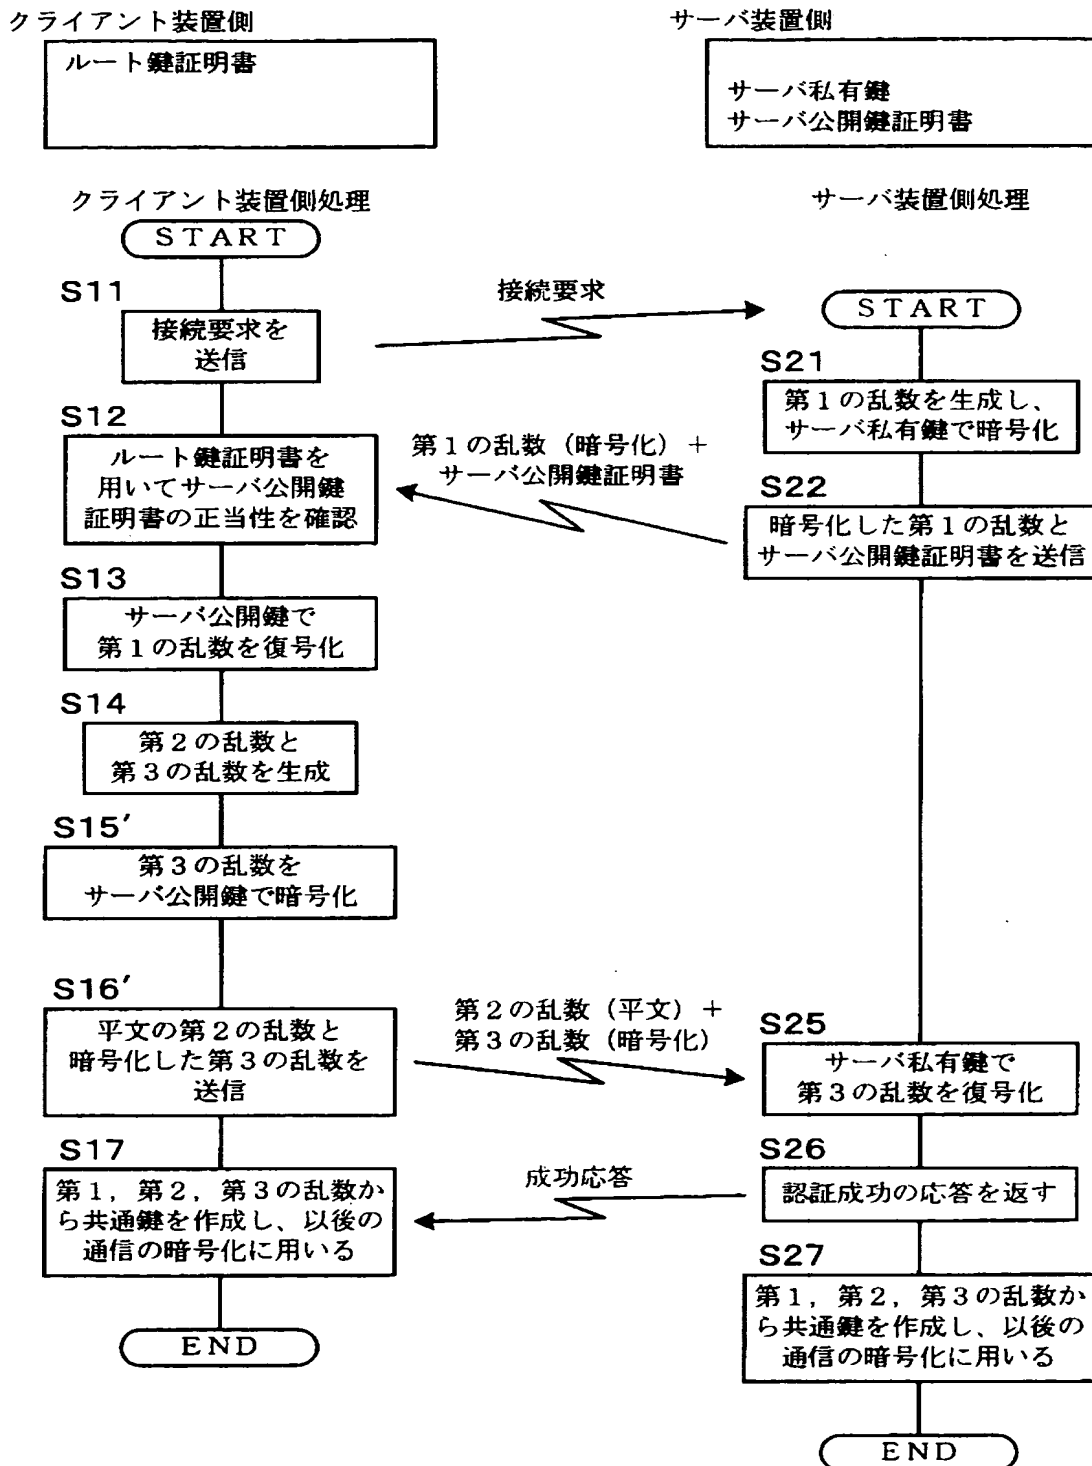 クライアント装置側
ルート鍵証明書
サーバ装置側
サーバ私有鍵
サーバ公開鍵証明書
クライアント装置側処理
START
S11
接続要求を
送信
接続要求
サーバ装置側処理
START
S21
第1の乱数を生成し、
サーバ私有鍵で暗号化
S12
ルート鍵証明書を
用いてサーバ公開鍵
証明書の正当性を確認
第1の乱数(暗号化)+
サーバ公開鍵証明書
S22
暗号化した第1の乱数と
サーバ公開鍵証明書を送信
S13
サーバ公開鍵で
第1の乱数を復号化
S14
第2の乱数と
第3の乱数を生成
S15′
第3の乱数を
サーバ公開鍵で暗号化
S16′
平文の第2の乱数と
暗号化した第3の乱数を
送信
第2の乱数(平文)+
第3の乱数(暗号化)
S25
サーバ私有鍵で
第3の乱数を復号化
S17
第1,第2,第3の乱数か
ら共通鍵を作成し、以後の
通信の暗号化に用いる
END
成功応答
S26
認証成功の応答を返す
S27
第1,第2,第3の乱数か
ら共通鍵を作成し、以後の
通信の暗号化に用いる
END